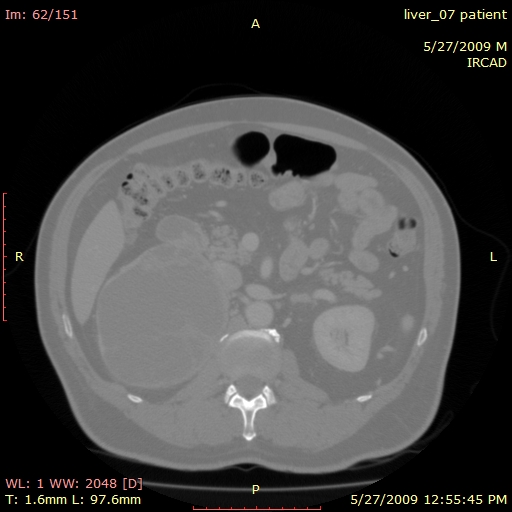 Im: 62/151
liver_07 patient
A
5/27/2009 M
IRCAD
R
L
WL: 1 WW: 2048 [D]
P
T: 1.6mm L: 97.6mm
5/27/2009 12:55:45 PM